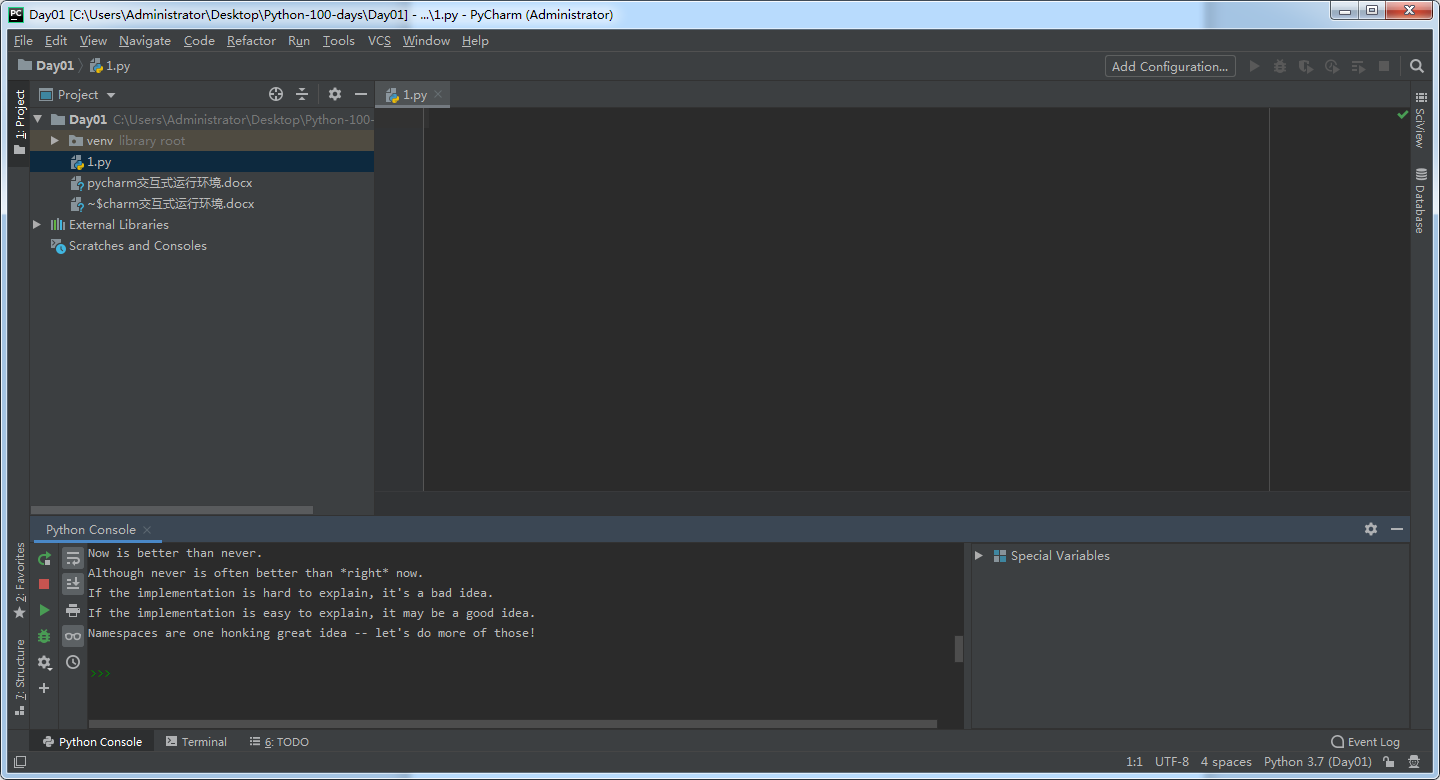 Day01 [C:\Users\Administrator\Desktop\Python-100-days\Day01] - ...\1.py - PyCharm (Administrator)
File Edit View Navigate Code Refactor Run Tools VCS Window Help
Day01 1.py Add Configuration...
1: Project
Project
1.py
Day01 C:\Users\Administrator\Desktop\Python-100-
venv library root
1.py
pycharm交互式运行环境.docx
~$charm交互式运行环境.docx
External Libraries
Scratches and Consoles
SciView
Database
Python Console
Now is better than never.
Although never is often better than *right* now.
If the implementation is hard to explain, it's a bad idea.
If the implementation is easy to explain, it may be a good idea.
Namespaces are one honking great idea -- let's do more of those!
>>>
Special Variables
2: Favorites
7: Structure
Python Console Terminal 6: TODO Event Log
1:1 UTF-8 4 spaces Python 3.7 (Day01)